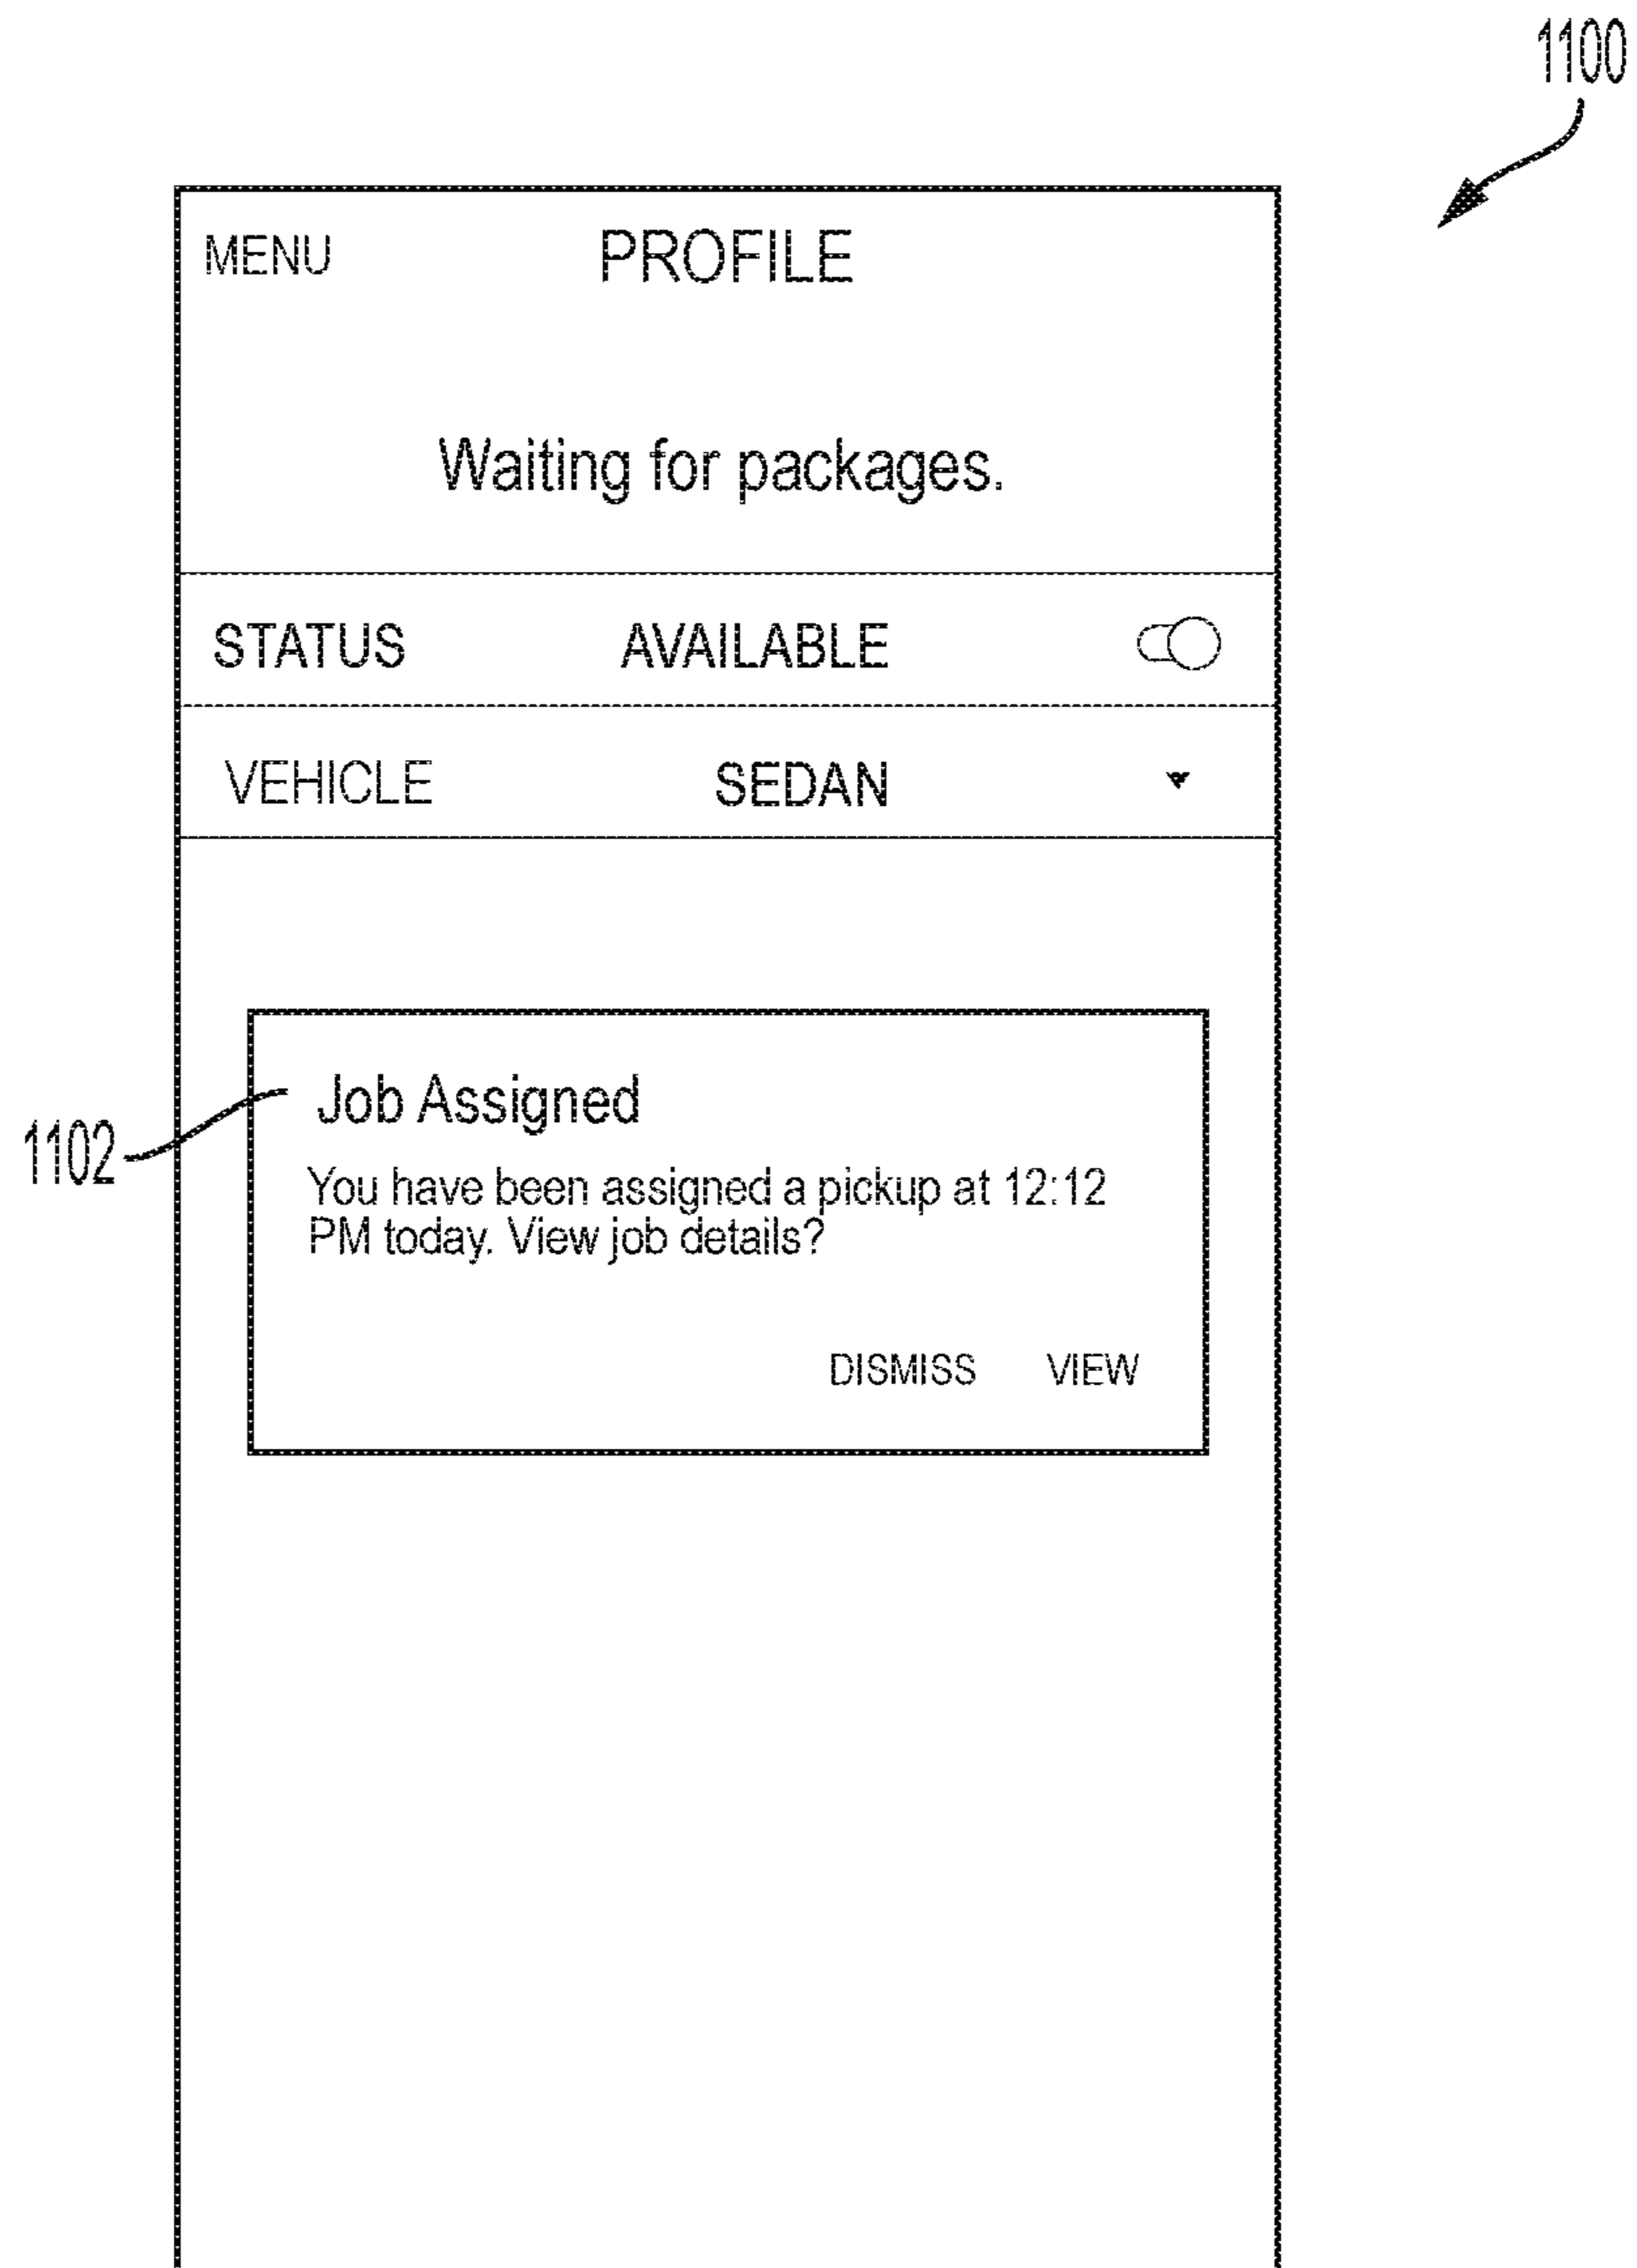 1100
MENU PROFILE
Waiting for packages.
STATUS AVAILABLE
VEHICLE SEDAN
1102
Job Assigned
You have been assigned a pickup at 12:12
PM today. View job details?
DISMISS VIEW